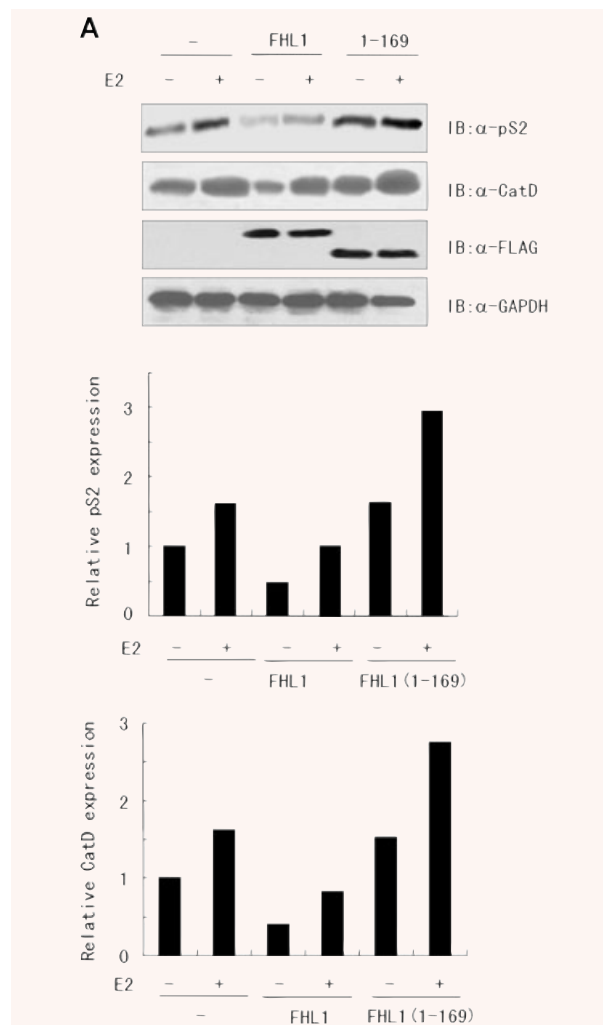 A
– FHL1 1-169
E2 – + – + – +
IB:α-pS2
IB:α-CatD
IB:α-FLAG
IB:α-GAPDH
Relative pS2 expression
3
2
1
0
E2 – + – + – +
– FHL1 FHL1(1-169)
Relative CatD expression
3
2
1
0
E2 – + – + – +
– FHL1 FHL1(1-169)